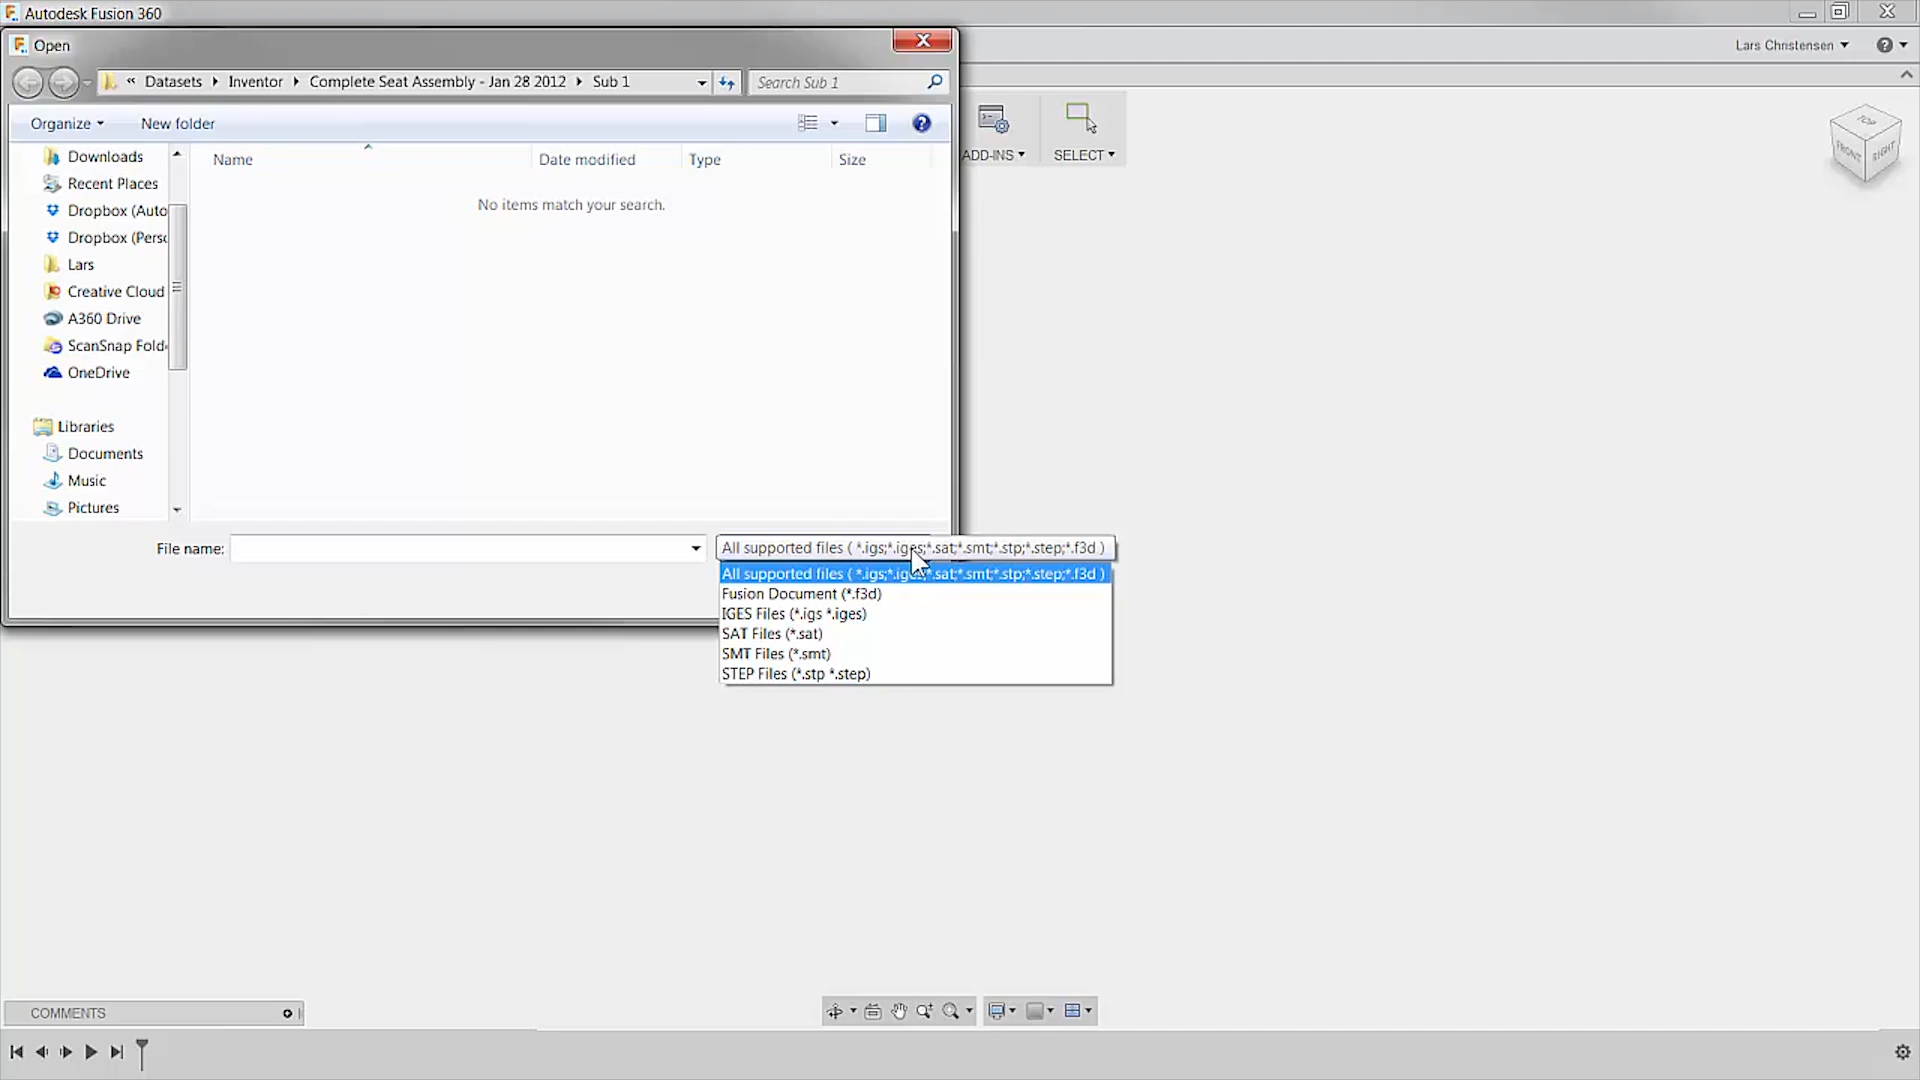 Autodesk Fusion 360
Open
Lars Christensen
« Datasets Inventor Complete Seat Assembly - Jan 28 2012 Sub 1
Search Sub 1
Organize
New folder
Name
Date modified
Type
Size
No items match your search.
Downloads
Recent Places
Dropbox (Auto
Dropbox (Perso
Lars
Creative Cloud
A360 Drive
ScanSnap Fold
OneDrive
Libraries
Documents
Music
Pictures
ADD-INS
SELECT
TOP
FRONT
RIGHT
File name:
All supported files ( *.igs;*.iges;*.sat;*.smt;*.stp;*.step;*.f3d )
All supported files ( *.igs;*.iges;*.sat;*.smt;*.stp;*.step;*.f3d )
Fusion Document (*.f3d)
IGES Files (*.igs *.iges)
SAT Files (*.sat)
SMT Files (*.smt)
STEP Files (*.stp *.step)
COMMENTS